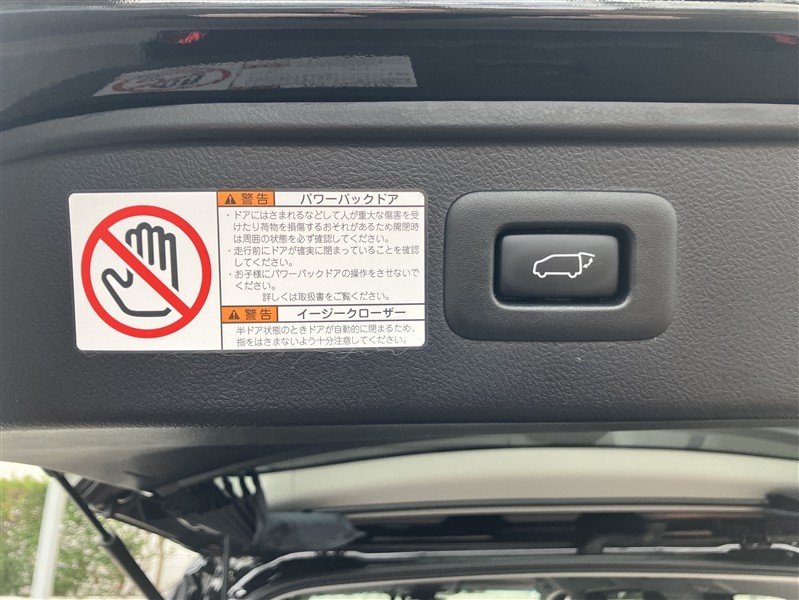 警告 パワーバックドア
・ドアにはさまれるなどして人が重大な傷害を受
けたり荷物を損傷するおそれがあるため開閉時
は周囲の状態を必ず確認してください。
・走行前にドアが確実に閉まっていることを確認
してください。
・お子様にパワーバックドアの操作をさせないで
ください。
詳しくは取扱書をご覧ください。
警告 イージークローザー
半ドア状態のときドアが自動的に閉まるため、
指をはさまないよう十分注意してください。